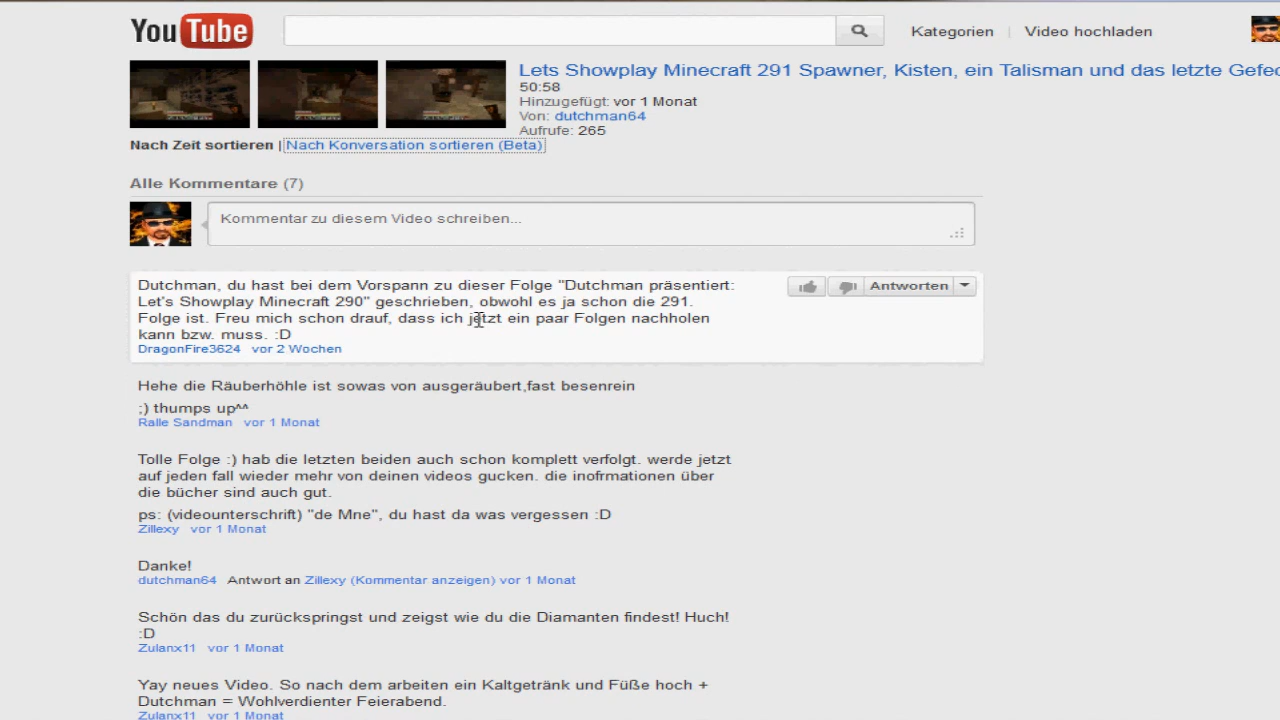 YouTube
Kategorien | Video hochladen
Lets Showplay Minecraft 291 Spawner, Kisten, ein Talisman und das letzte Gefec
50:58
Hinzugefügt: vor 1 Monat
Von: dutchman64
Aufrufe: 265
Nach Zeit sortieren | Nach Konversation sortieren (Beta)
Alle Kommentare (7)
Kommentar zu diesem Video schreiben...
Dutchman, du hast bei dem Vorspann zu dieser Folge "Dutchman präsentiert:
Let's Showplay Minecraft 290" geschrieben, obwohl es ja schon die 291.
Folge ist. Freu mich schon drauf, dass ich jetzt ein paar Folgen nachholen
kann bzw. muss. :D
Antworten
DragonFire3624 vor 2 Wochen
Hehe die Räuberhöhle ist sowas von ausgeräubert,fast besenrein
;) thumps up^^
Ralle Sandman vor 1 Monat
Tolle Folge :) hab die letzten beiden auch schon komplett verfolgt. werde jetzt
auf jeden fall wieder mehr von deinen videos gucken. die inofrmationen über
die bücher sind auch gut.
ps: (videounterschrift) "de Mne", du hast da was vergessen :D
Zillexy vor 1 Monat
Danke!
dutchman64 Antwort an Zillexy (Kommentar anzeigen) vor 1 Monat
Schön das du zurückspringst und zeigst wie du die Diamanten findest! Huch!
:D
Zulanx11 vor 1 Monat
Yay neues Video. So nach dem arbeiten ein Kaltgetränk und Füße hoch +
Dutchman = Wohlverdienter Feierabend.
Zulanx11 vor 1 Monat